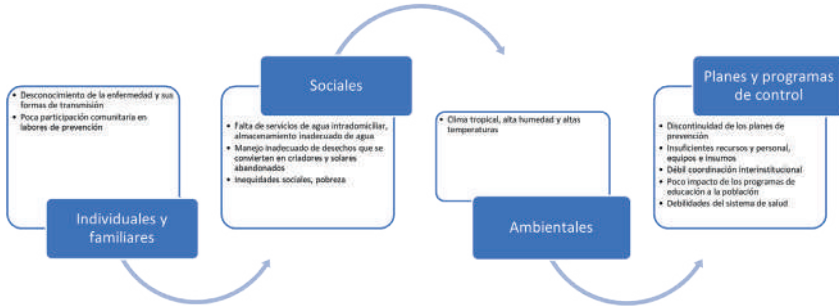 • Desconocimiento de la enfermedad y sus
formas de transmisión
• Poca participación comunitaria en
labores de prevención
Individuales y
familiares
Sociales
• Falta de servicios de agua intradomiciliar,
almacenamiento inadecuado de agua
• Manejo inadecuado de desechos que se
convierten en criadores y solares
abandonados
• Inequidades sociales, pobreza
• Clima tropical, alta humedad y altas
temperaturas
Ambientales
Planes y programas
de control
• Discontinuidad de los planes de
prevención
• Insuficientes recursos y personal,
equipos e insumos
• Débil coordinación interinstitucional
• Poco impacto de los programas de
educación a la población
• Debilidades del sistema de salud